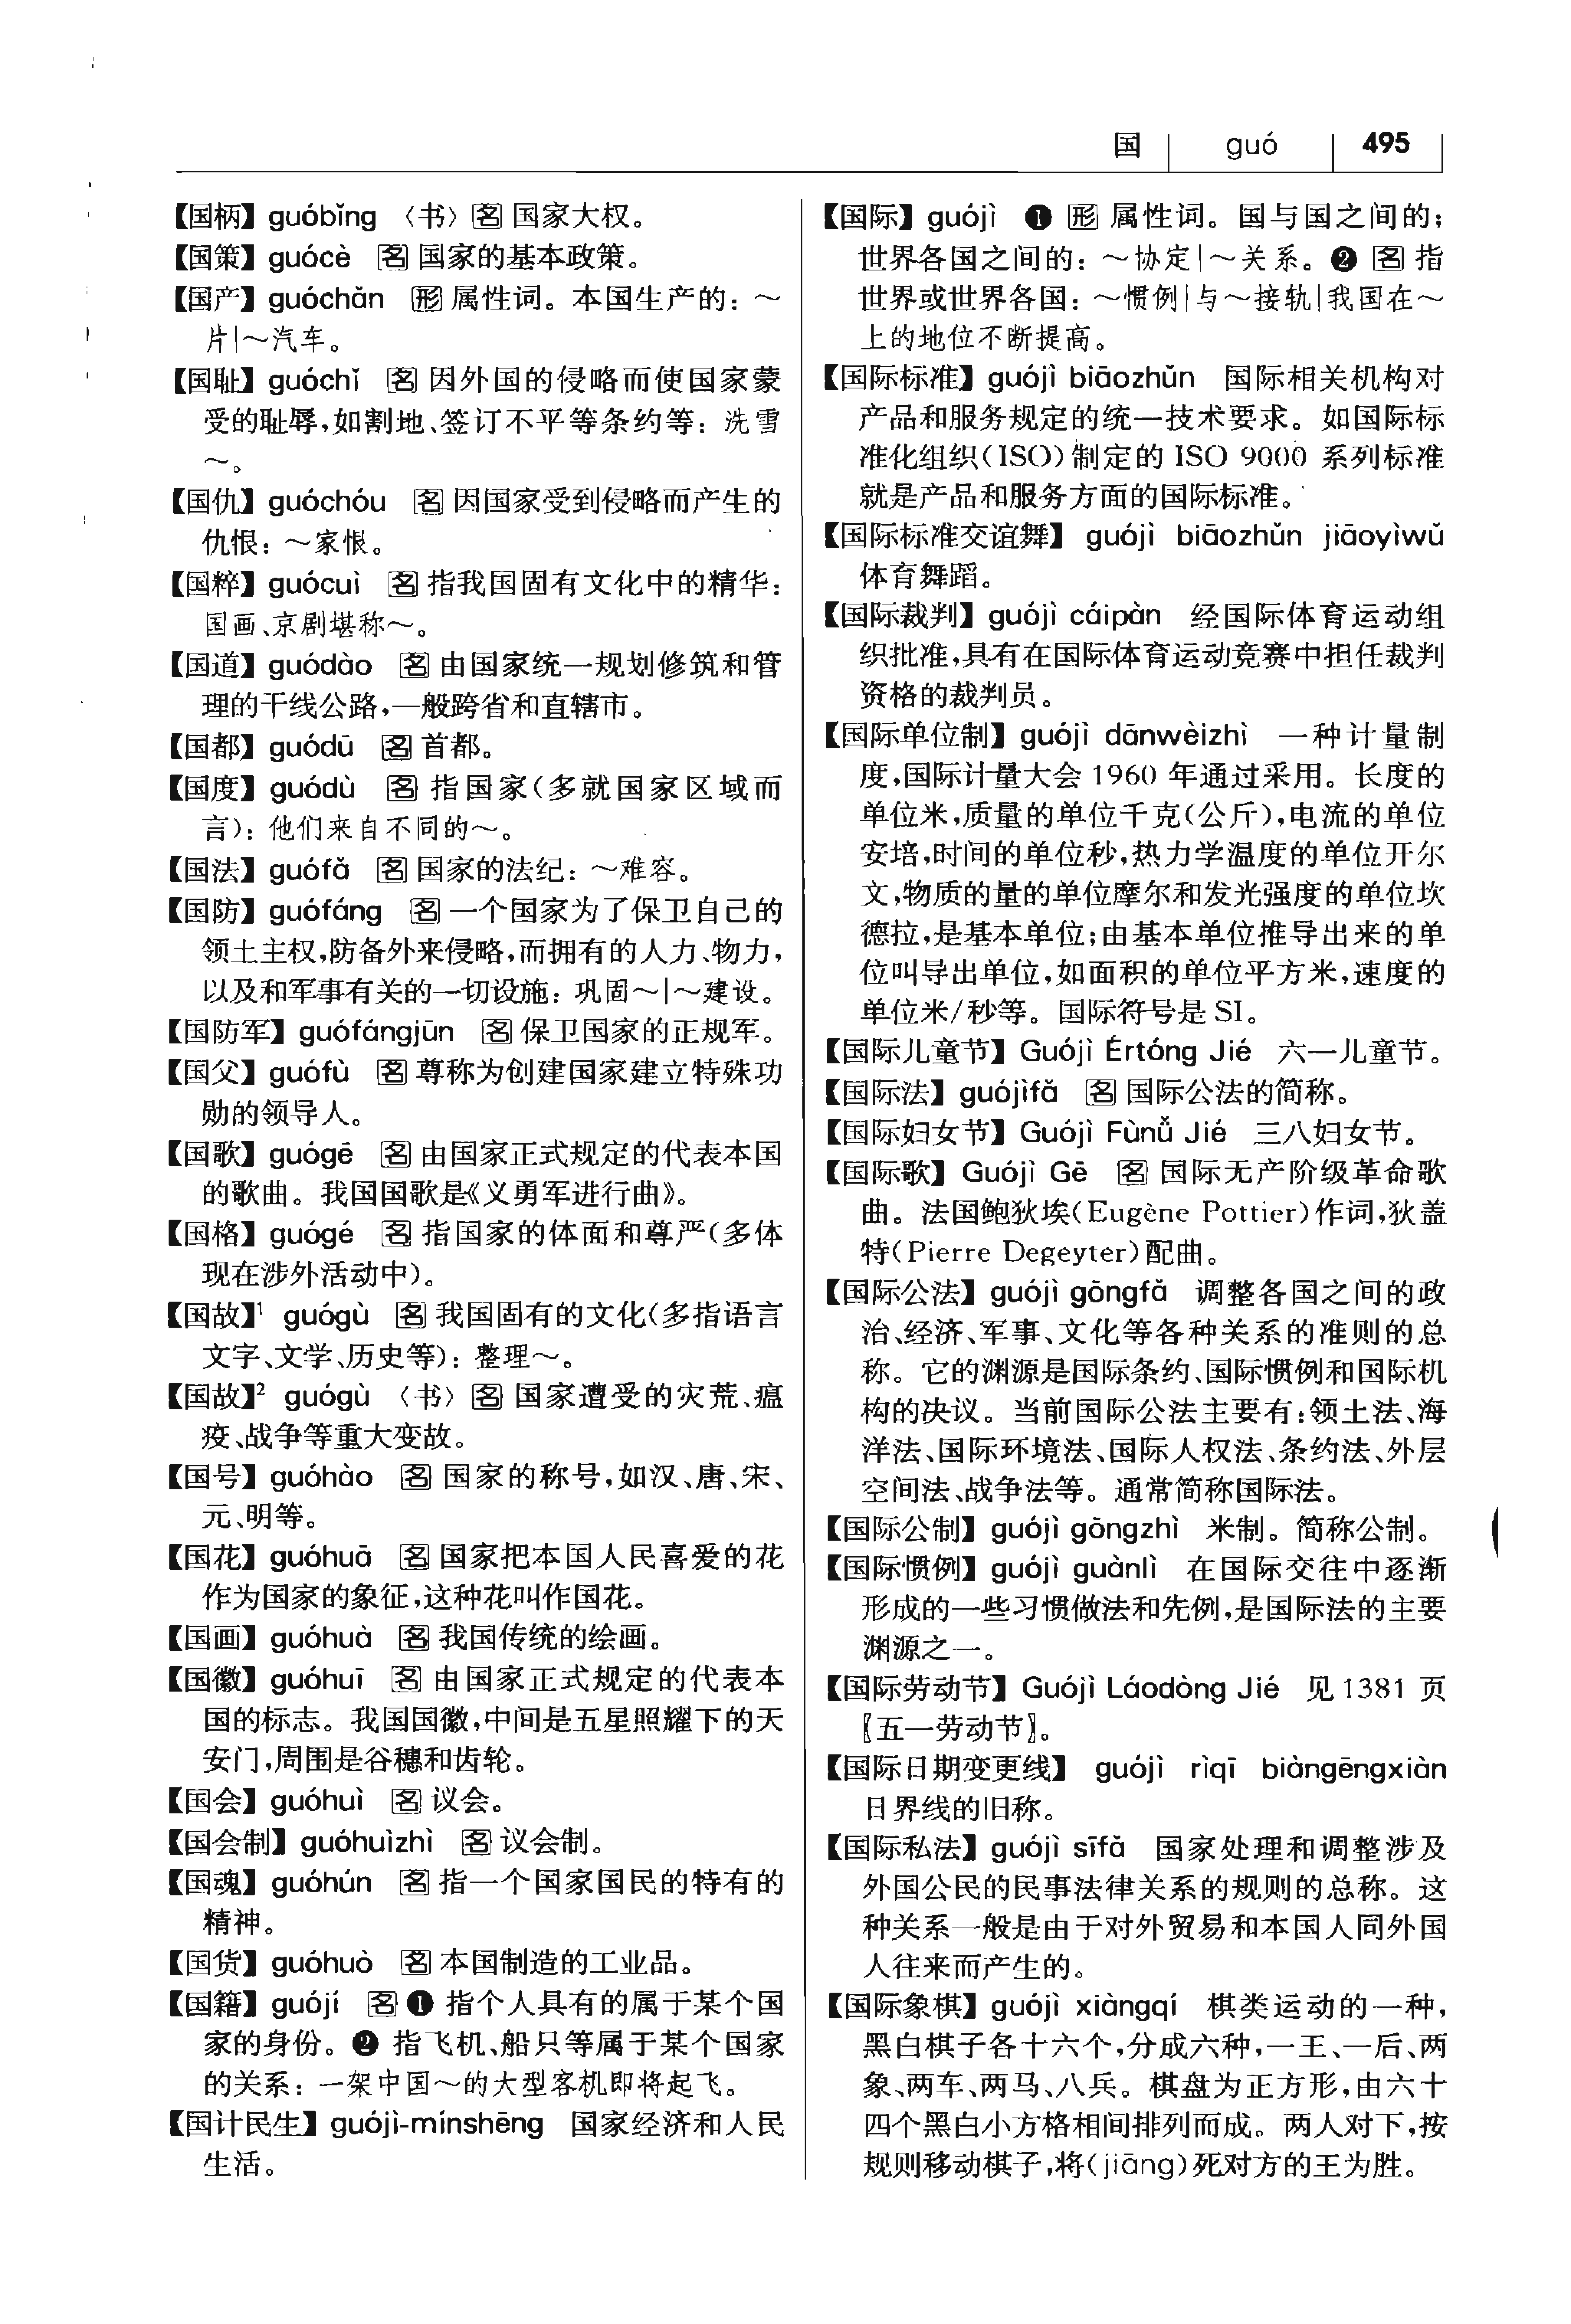 国 guó 495
【国柄】guóbǐng 〈书〉名 国家大权。
【国策】guócè 名 国家的基本政策。
【国产】guóchǎn 形 属性词。本国生产的：～
片|～汽车。
【国耻】guóchǐ 名 因外国的侵略而使国家蒙
受的耻辱，如割地、签订不平等条约等：洗雪
～。
【国仇】guóchóu 名 因国家受到侵略而产生的
仇恨：～家恨。
【国粹】guócuì 名 指我国固有文化中的精华：
国画、京剧堪称～。
【国道】guódào 名 由国家统一规划修筑和管
理的干线公路，一般跨省和直辖市。
【国都】guódū 名 首都。
【国度】guódù 名 指国家（多就国家区域而
言）：他们来自不同的～。
【国法】guófǎ 名 国家的法纪：～难容。
【国防】guófáng 名 一个国家为了保卫自己的
领土主权，防备外来侵略，而拥有的人力、物力，
以及和军事有关的一切设施：巩固～|～建设。
【国防军】guófángjūn 名 保卫国家的正规军。
【国父】guófù 名 尊称为创建国家建立特殊功
勋的领导人。
【国歌】guógē 名 由国家正式规定的代表本国
的歌曲。我国国歌是《义勇军进行曲》。
【国格】guógé 名 指国家的体面和尊严（多体
现在涉外活动中）。
【国故】¹ guógù 名 我国固有的文化（多指语言
文字、文学、历史等）：整理～。
【国故】² guógù 〈书〉名 国家遭受的灾荒、瘟
疫、战争等重大变故。
【国号】guóhào 名 国家的称号，如汉、唐、宋、
元、明等。
【国花】guóhuā 名 国家把本国人民喜爱的花
作为国家的象征，这种花叫作国花。
【国画】guóhuà 名 我国传统的绘画。
【国徽】guóhuī 名 由国家正式规定的代表本
国的标志。我国国徽，中间是五星照耀下的天
安门，周围是谷穗和齿轮。
【国会】guóhuì 名 议会。
【国会制】guóhuìzhì 名 议会制。
【国魂】guóhún 名 指一个国家国民的特有的
精神。
【国货】guóhuò 名 本国制造的工业品。
【国籍】guójí 名 ❶ 指个人具有的属于某个国
家的身份。❷ 指飞机、船只等属于某个国家
的关系：一架中国～的大型客机即将起飞。
【国计民生】guójì-mínshēng 国家经济和人民
生活。
【国际】guójì ❶ 形 属性词。国与国之间的；
世界各国之间的：～协定|～关系。❷ 名 指
世界或世界各国：～惯例|与～接轨|我国在～
上的地位不断提高。
【国际标准】guójì biāozhǔn 国际相关机构对
产品和服务规定的统一技术要求。如国际标
准化组织（ISO）制定的 ISO 9000 系列标准
就是产品和服务方面的国际标准。
【国际标准交谊舞】guójì biāozhǔn jiāoyìwǔ
体育舞蹈。
【国际裁判】guójì cáipàn 经国际体育运动组
织批准，具有在国际体育运动竞赛中担任裁判
资格的裁判员。
【国际单位制】guójì dānwèizhì 一种计量制
度，国际计量大会 1960 年通过采用。长度的
单位米，质量的单位千克（公斤），电流的单位
安培，时间的单位秒，热力学温度的单位开尔
文，物质的量的单位摩尔和发光强度的单位坎
德拉，是基本单位；由基本单位推导出来的单
位叫导出单位，如面积的单位平方米，速度的
单位米/秒等。国际符号是 SI。
【国际儿童节】Guójì Értóng Jié 六一儿童节。
【国际法】guójìfǎ 名 国际公法的简称。
【国际妇女节】Guójì Fùnǚ Jié 三八妇女节。
【国际歌】Guójì Gē 名 国际无产阶级革命歌
曲。法国鲍狄埃（Eugène Pottier）作词，狄盖
特（Pierre Degeyter）配曲。
【国际公法】guójì gōngfǎ 调整各国之间的政
治、经济、军事、文化等各种关系的准则的总
称。它的渊源是国际条约、国际惯例和国际机
构的决议。当前国际公法主要有：领土法、海
洋法、国际环境法、国际人权法、条约法、外层
空间法、战争法等。通常简称国际法。
【国际公制】guójì gōngzhì 米制。简称公制。
【国际惯例】guójì guànlì 在国际交往中逐渐
形成的一些习惯做法和先例，是国际法的主要
渊源之一。
【国际劳动节】Guójì Láodòng Jié 见 1381 页
〖五一劳动节〗。
【国际日期变更线】guójì rìqī biàngēngxiàn
日界线的旧称。
【国际私法】guójì sīfǎ 国家处理和调整涉及
外国公民的民事法律关系的规则的总称。这
种关系一般是由于对外贸易和本国人同外国
人往来而产生的。
【国际象棋】guójì xiàngqí 棋类运动的一种，
黑白棋子各十六个，分成六种，一王、一后、两
象、两车、两马、八兵。棋盘为正方形，由六十
四个黑白小方格相间排列而成。两人对下，按
规则移动棋子，将（jiāng）死对方的王为胜。